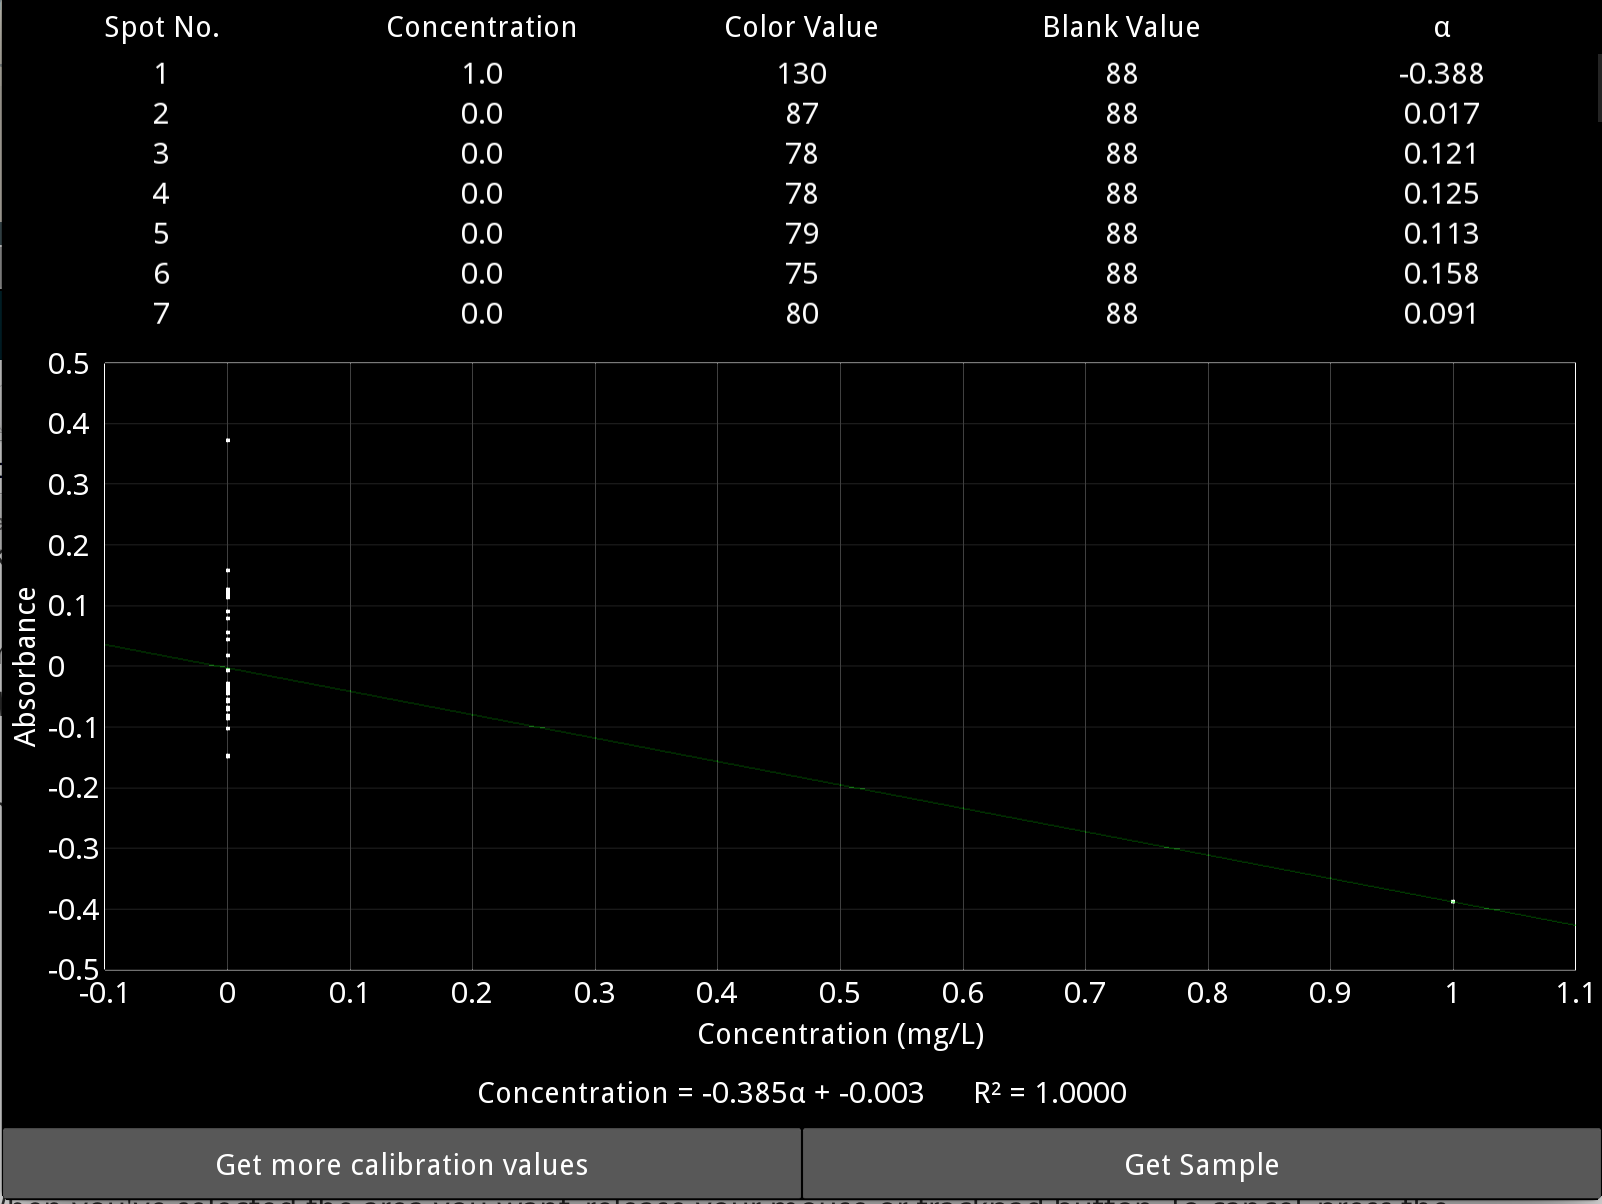 Spot No. Concentration Color Value Blank Value α
1 1.0 130 88 -0.388
2 0.0 87 88 0.017
3 0.0 78 88 0.121
4 0.0 78 88 0.125
5 0.0 79 88 0.113
6 0.0 75 88 0.158
7 0.0 80 88 0.091
0.5
0.4
0.3
0.2
0.1
0
-0.1
-0.2
-0.3
-0.4
-0.5
Absorbance
-0.1 0 0.1 0.2 0.3 0.4 0.5 0.6 0.7 0.8 0.9 1 1.1
Concentration (mg/L)
Concentration = -0.385α + -0.003 R² = 1.0000
Get more calibration values Get Sample